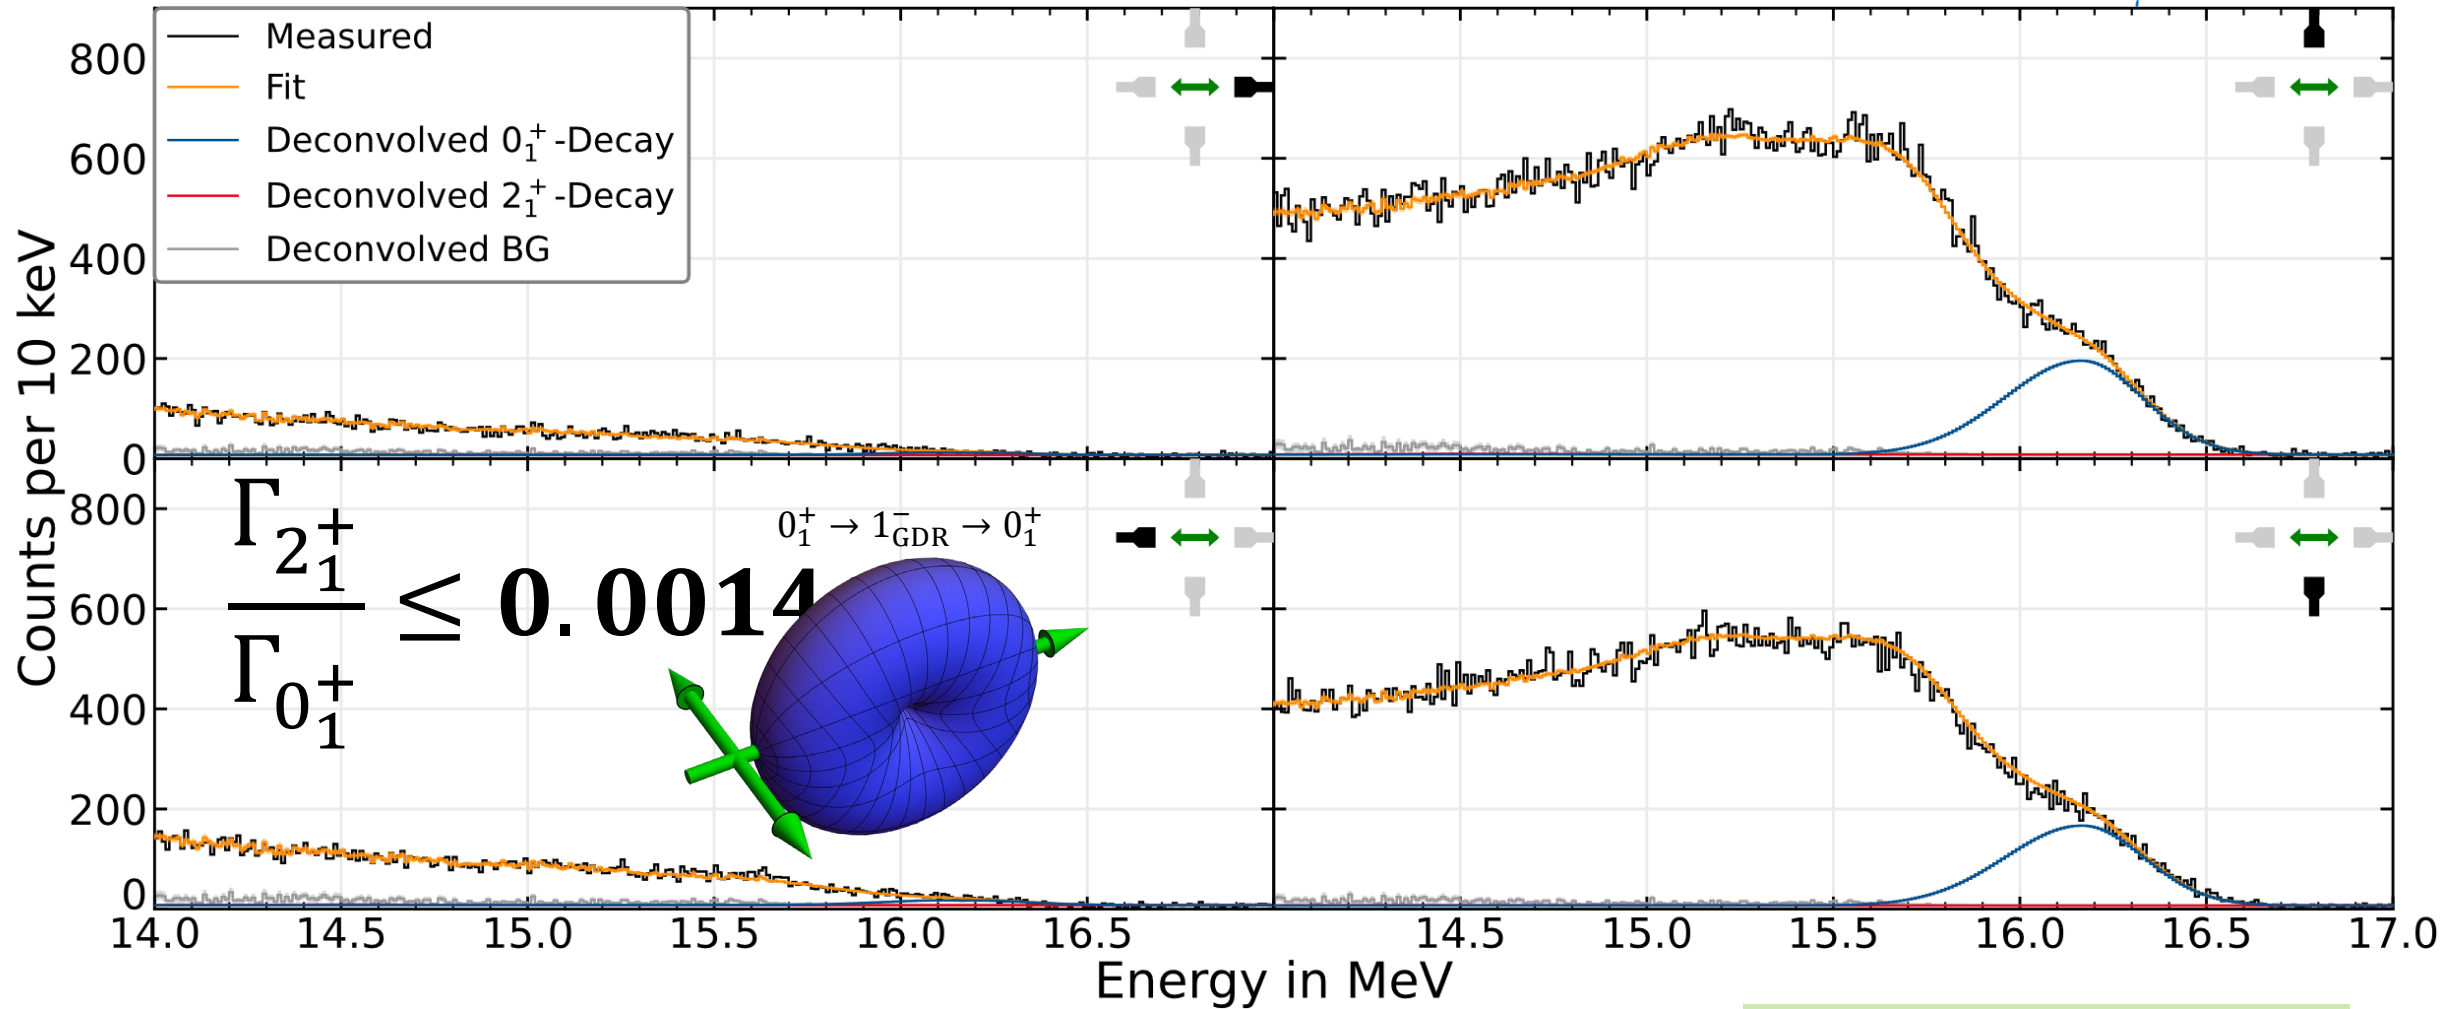 Measured
Fit
Deconvolved 0₁⁺-Decay
Deconvolved 2₁⁺-Decay
Deconvolved BG
Counts per 10 keV
800
600
400
200
0
800
600
400
200
0
Γ2₁⁺ / Γ0₁⁺ ≤ 0.0014
0₁⁺ → 1⁻GDR → 0₁⁺
14.0 14.5 15.0 15.5 16.0 16.5 14.5 15.0 15.5 16.0 16.5 17.0
Energy in MeV